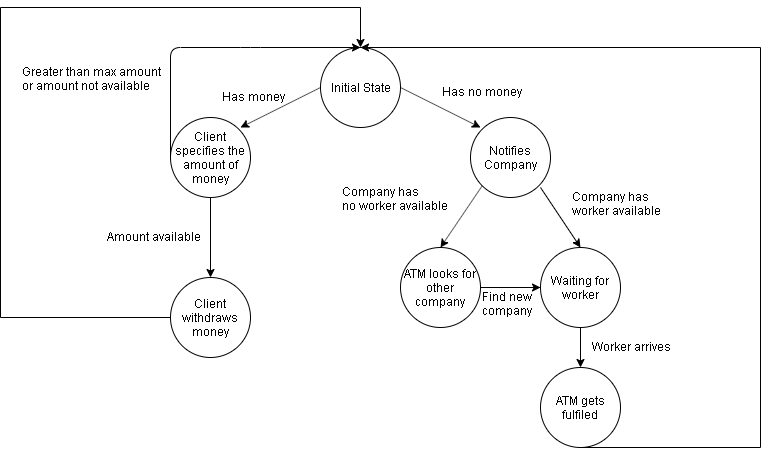 Greater than max amount
or amount not available
Has money
Initial State
Has no money
Client
specifies the
amount of
money
Notifies
Company
Company has
no worker available
Company has
worker available
Amount available
ATM looks for
other
company
Find new
company
Waiting for
worker
Client
withdraws
money
Worker arrives
ATM gets
fulfiled